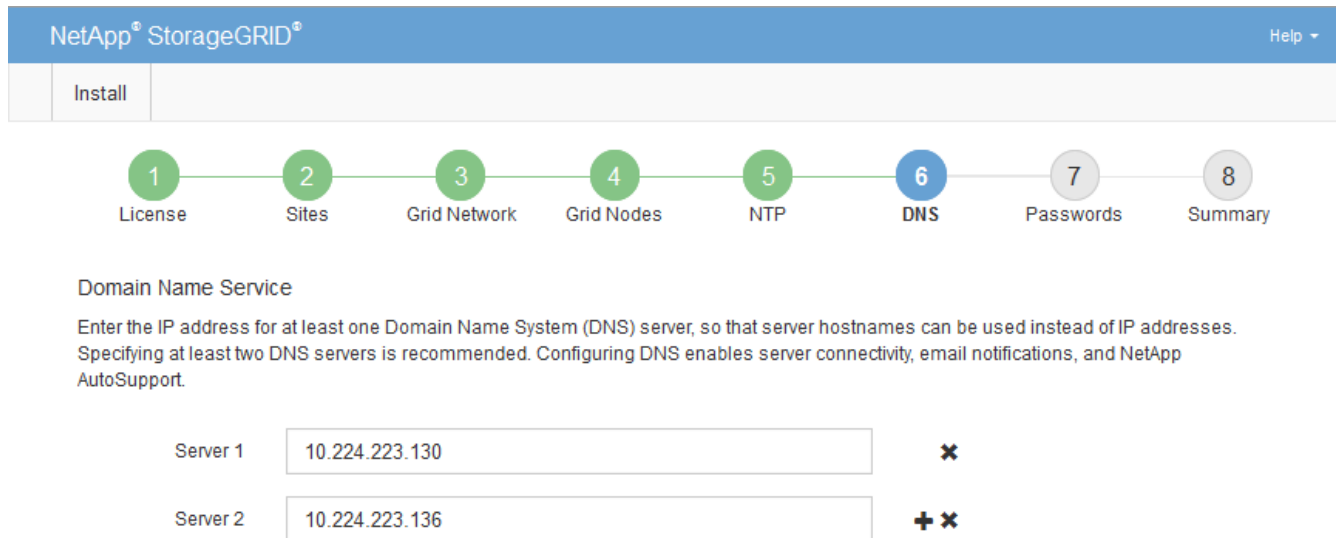 NetApp® StorageGRID®
Help
Install
1 2 3 4 5 6 7 8
License Sites Grid Network Grid Nodes NTP DNS Passwords Summary
Domain Name Service
Enter the IP address for at least one Domain Name System (DNS) server, so that server hostnames can be used instead of IP addresses.
Specifying at least two DNS servers is recommended. Configuring DNS enables server connectivity, email notifications, and NetApp
AutoSupport.
Server 1 10.224.223.130
Server 2 10.224.223.136